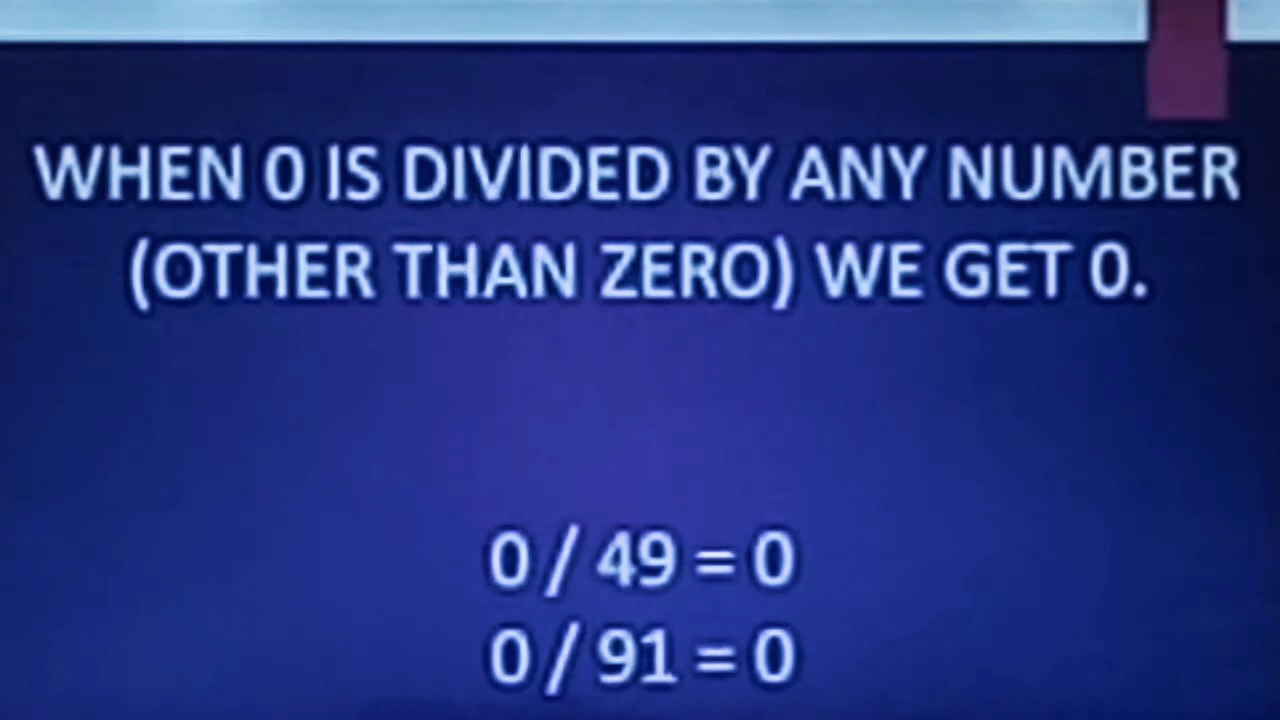 WHEN 0 IS DIVIDED BY ANY NUMBER
(OTHER THAN ZERO) WE GET 0.
0 / 49 = 0
0 / 91 = 0